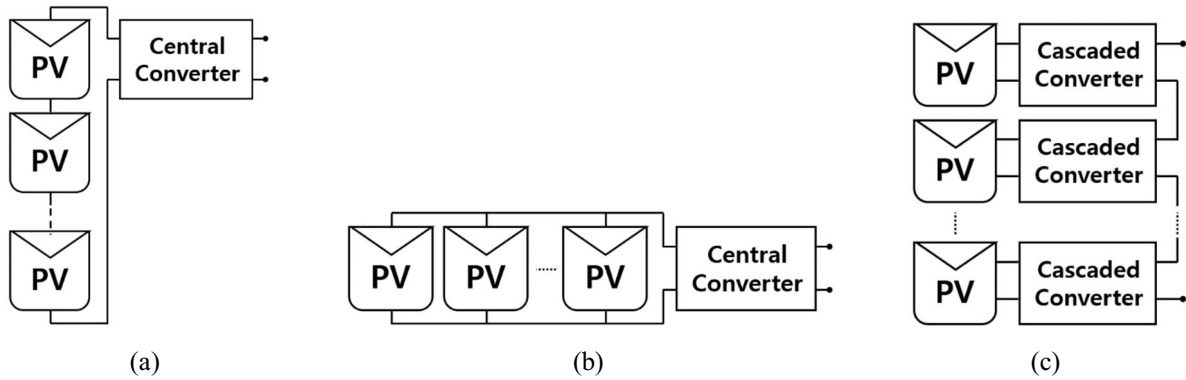 PV
Central
Converter
PV
PV
(a)
PV
PV
PV
Central
Converter
(b)
PV
Cascaded
Converter
PV
Cascaded
Converter
PV
Cascaded
Converter
(c)